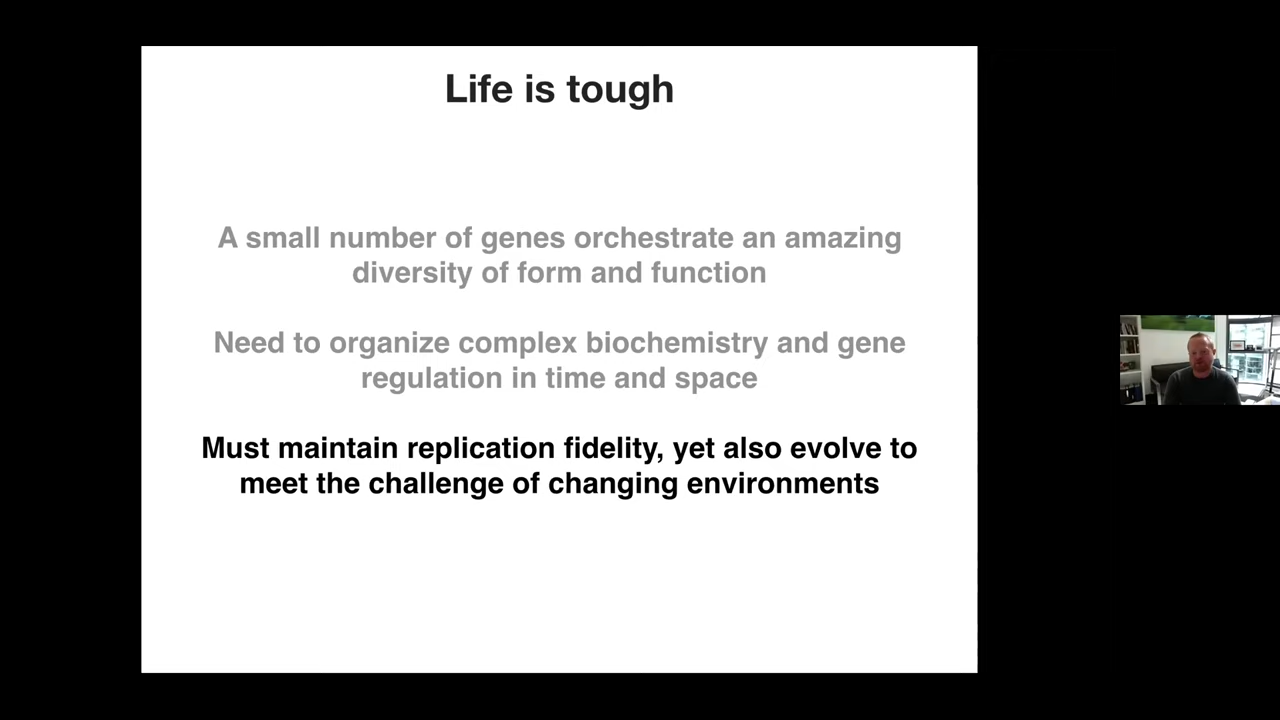 Life is tough
A small number of genes orchestrate an amazing
diversity of form and function
Need to organize complex biochemistry and gene
regulation in time and space
Must maintain replication fidelity, yet also evolve to
meet the challenge of changing environments